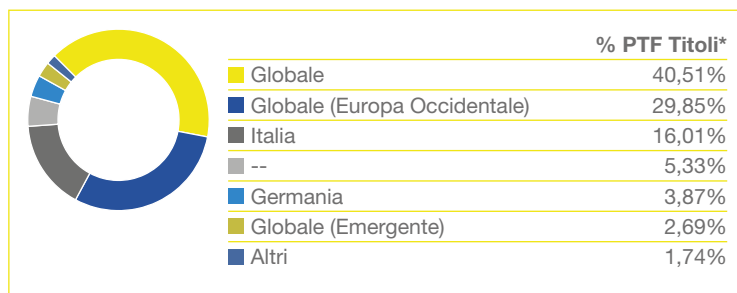 % PTF Titoli*
Globale 40,51%
Globale (Europa Occidentale) 29,85%
Italia 16,01%
-- 5,33%
Germania 3,87%
Globale (Emergente) 2,69%
Altri 1,74%